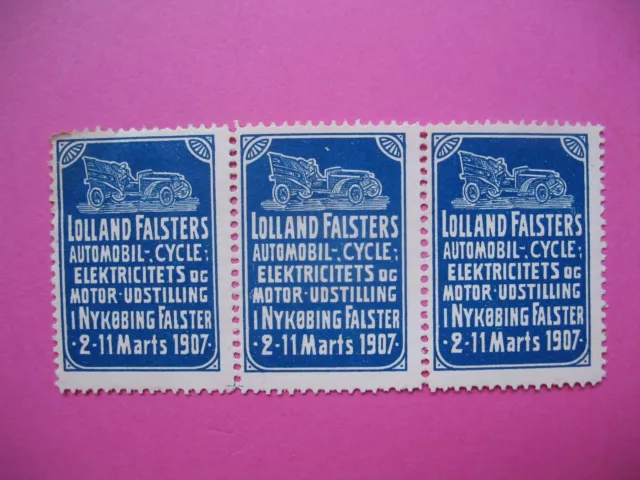 LOLLAND FALSTERS
AUTOMOBIL-, CYCLE;
ELEKTRICITETS OG
MOTOR-UDSTILLING
I NYKØBING FALSTER
·2-11 Marts 1907·
LOLLAND FALSTERS
AUTOMOBIL-, CYCLE;
ELEKTRICITETS OG
MOTOR-UDSTILLING
I NYKØBING FALSTER
·2-11 Marts 1907·
LOLLAND FALSTERS
AUTOMOBIL-, CYCLE;
ELEKTRICITETS OG
MOTOR-UDSTILLING
I NYKØBING FALSTER
·2-11 Marts 1907·